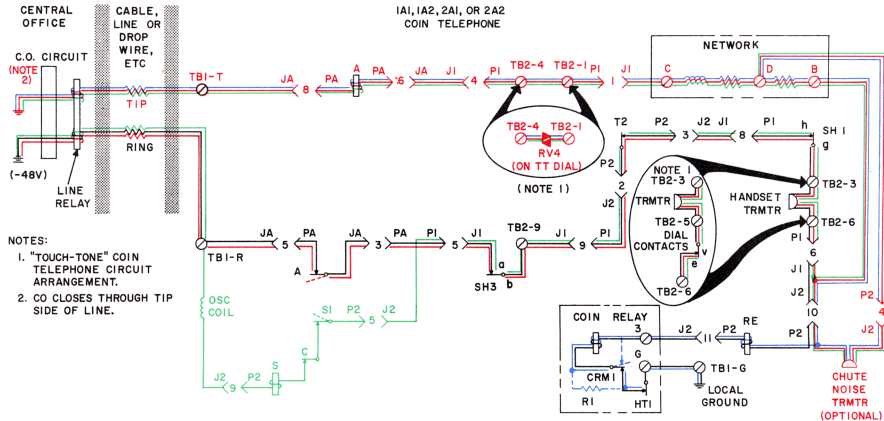 CENTRAL
OFFICE
CABLE,
LINE OR
DROP
WIRE,
ETC
1A1,1A2,2A1, OR 2A2
COIN TELEPHONE
C.O. CIRCUIT
(NOTE
2)
TIP
TB1-T
JA
8
PA
A
PA
6
JA
J1
4
P1
TB2-4
TB2-1
P1
1
J1
NETWORK
C
D
B
TB2-4
TB2-1
RV4
(ON TT DIAL)
(NOTE 1)
RING
(-48V)
LINE
RELAY
T2
P2
3
J2
J1
8
P1
h
SH 1
g
P2
2
J2
NOTE 1
TB2-3
TRMTR
TB2-5
DIAL
CONTACTS
v
e
TB2-6
TB2-3
HANDSET
TRMTR
TB2-6
P1
6
J1
J2
10
P2
P2
4
J2
NOTES:
1. "TOUCH-TONE" COIN
TELEPHONE CIRCUIT
ARRANGEMENT.
2. CO CLOSES THROUGH TIP
SIDE OF LINE.
TB1-R
JA
5
PA
A
JA
3
PA
P1
5
J1
a
SH3
b
TB2-9
J1
9
P1
OSC
COIL
J2
9
P2
S
C
S1
P2
5
J2
COIN RELAY
3
J2
11
P2
RE
G
CRM1
R1
HT1
TB1-G
LOCAL
GROUND
CHUTE
NOISE
TRMTR
(OPTIONAL)